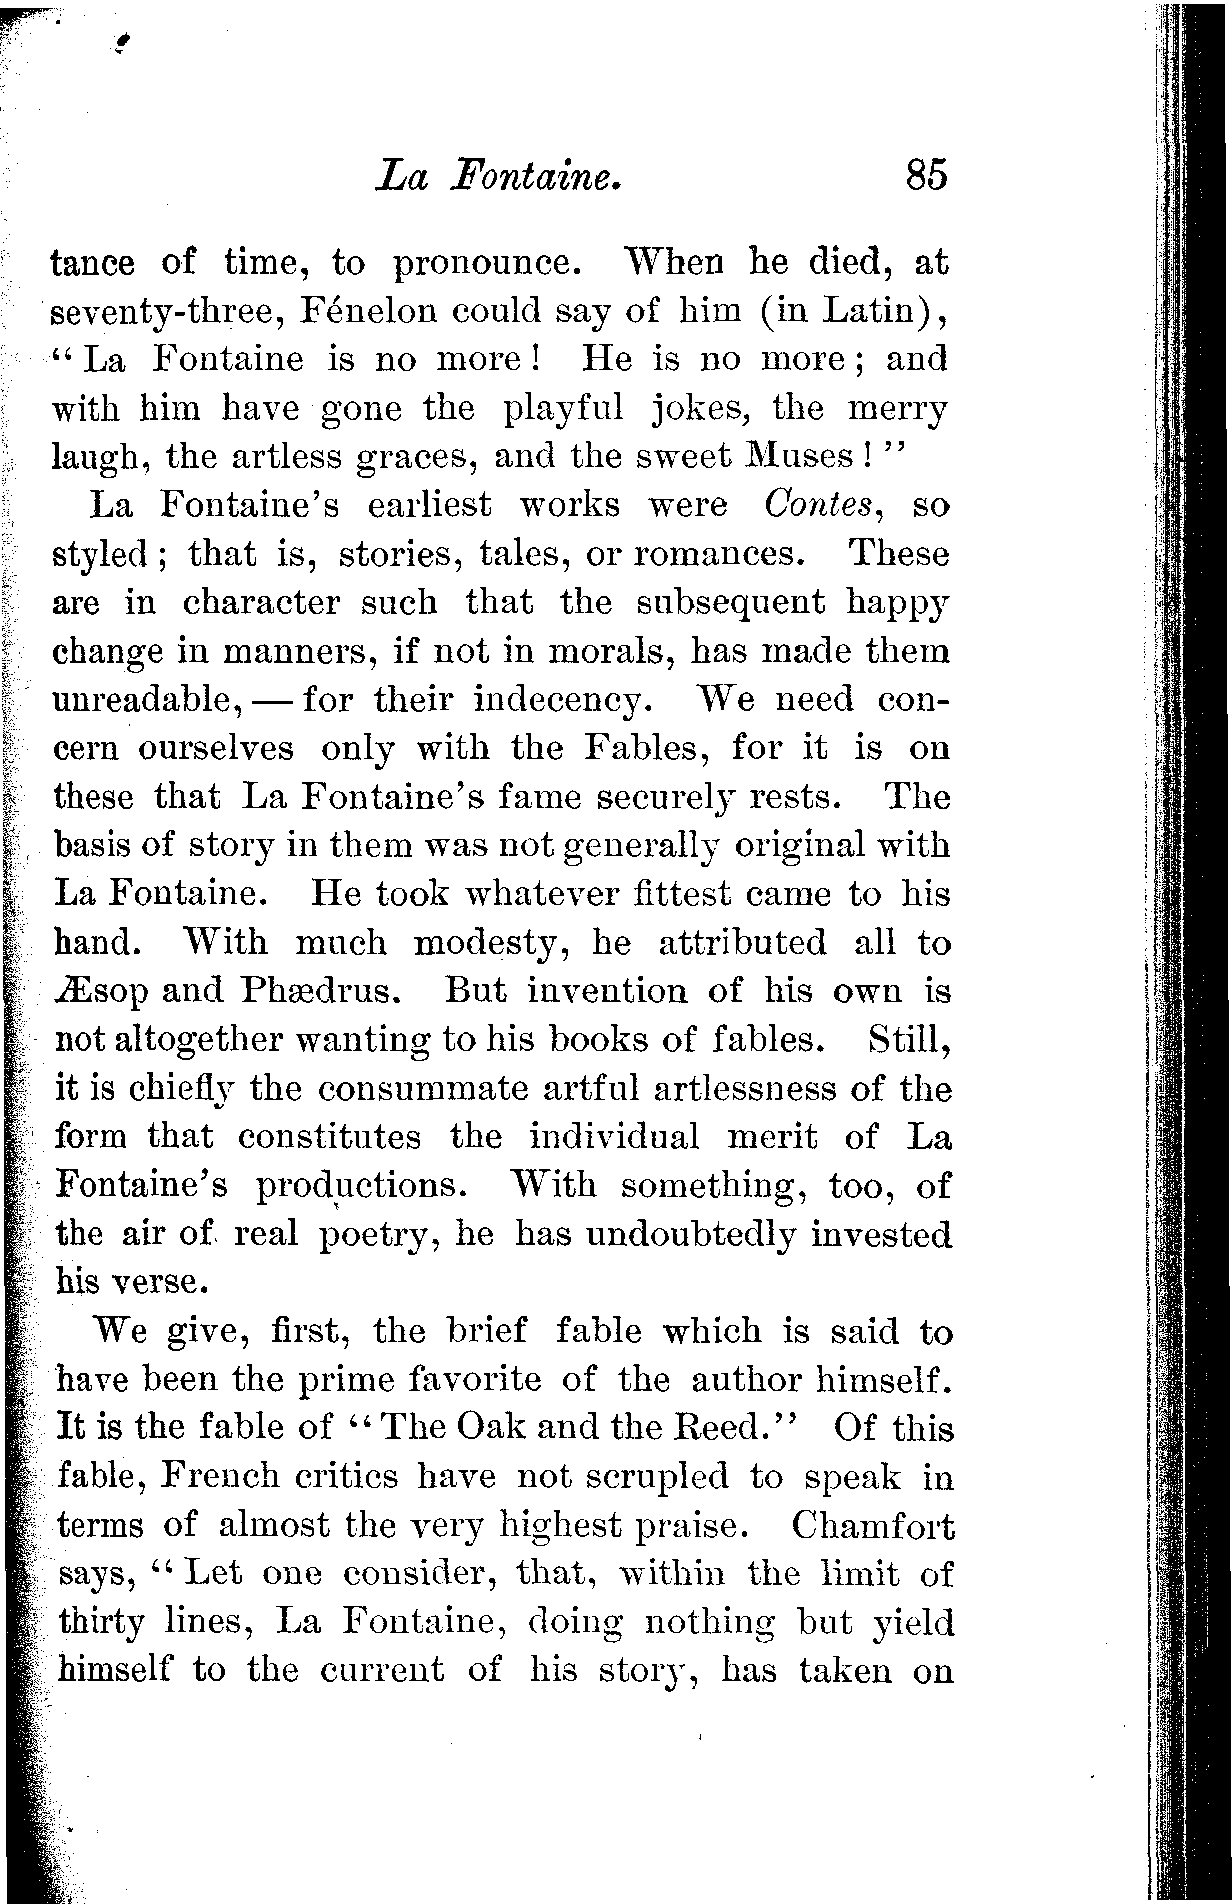 La Fontaine. 85
tance of time, to pronounce. When he died, at
seventy-three, Fénelon could say of him (in Latin),
“La Fontaine is no more! He is no more; and
with him have gone the playful jokes, the merry
laugh, the artless graces, and the sweet Muses!”
La Fontaine's earliest works were Contes, so
styled; that is, stories, tales, or romances. These
are in character such that the subsequent happy
change in manners, if not in morals, has made them
unreadable, — for their indecency. We need con-
cern ourselves only with the Fables, for it is on
these that La Fontaine's fame securely rests. The
basis of story in them was not generally original with
La Fontaine. He took whatever fittest came to his
hand. With much modesty, he attributed all to
Æsop and Phædrus. But invention of his own is
not altogether wanting to his books of fables. Still,
it is chiefly the consummate artful artlessness of the
form that constitutes the individual merit of La
Fontaine's productions. With something, too, of
the air of real poetry, he has undoubtedly invested
his verse.
We give, first, the brief fable which is said to
have been the prime favorite of the author himself.
It is the fable of “The Oak and the Reed.” Of this
fable, French critics have not scrupled to speak in
terms of almost the very highest praise. Chamfort
says, “Let one consider, that, within the limit of
thirty lines, La Fontaine, doing nothing but yield
himself to the current of his story, has taken on